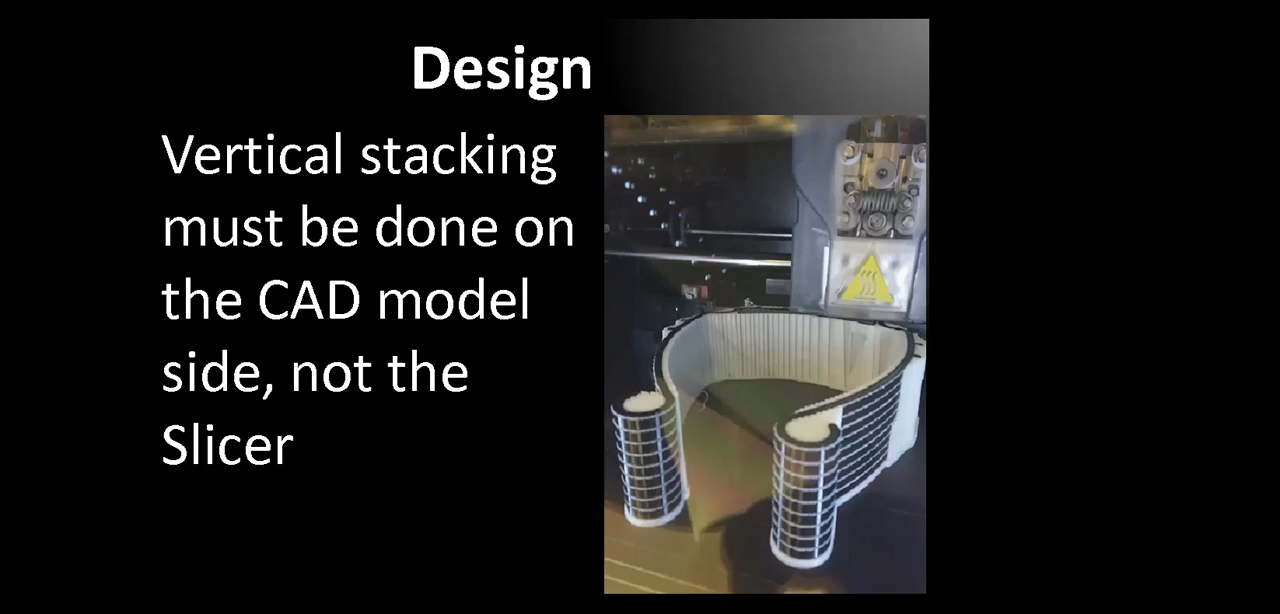 Design
Vertical stacking
must be done on
the CAD model
side, not the
Slicer